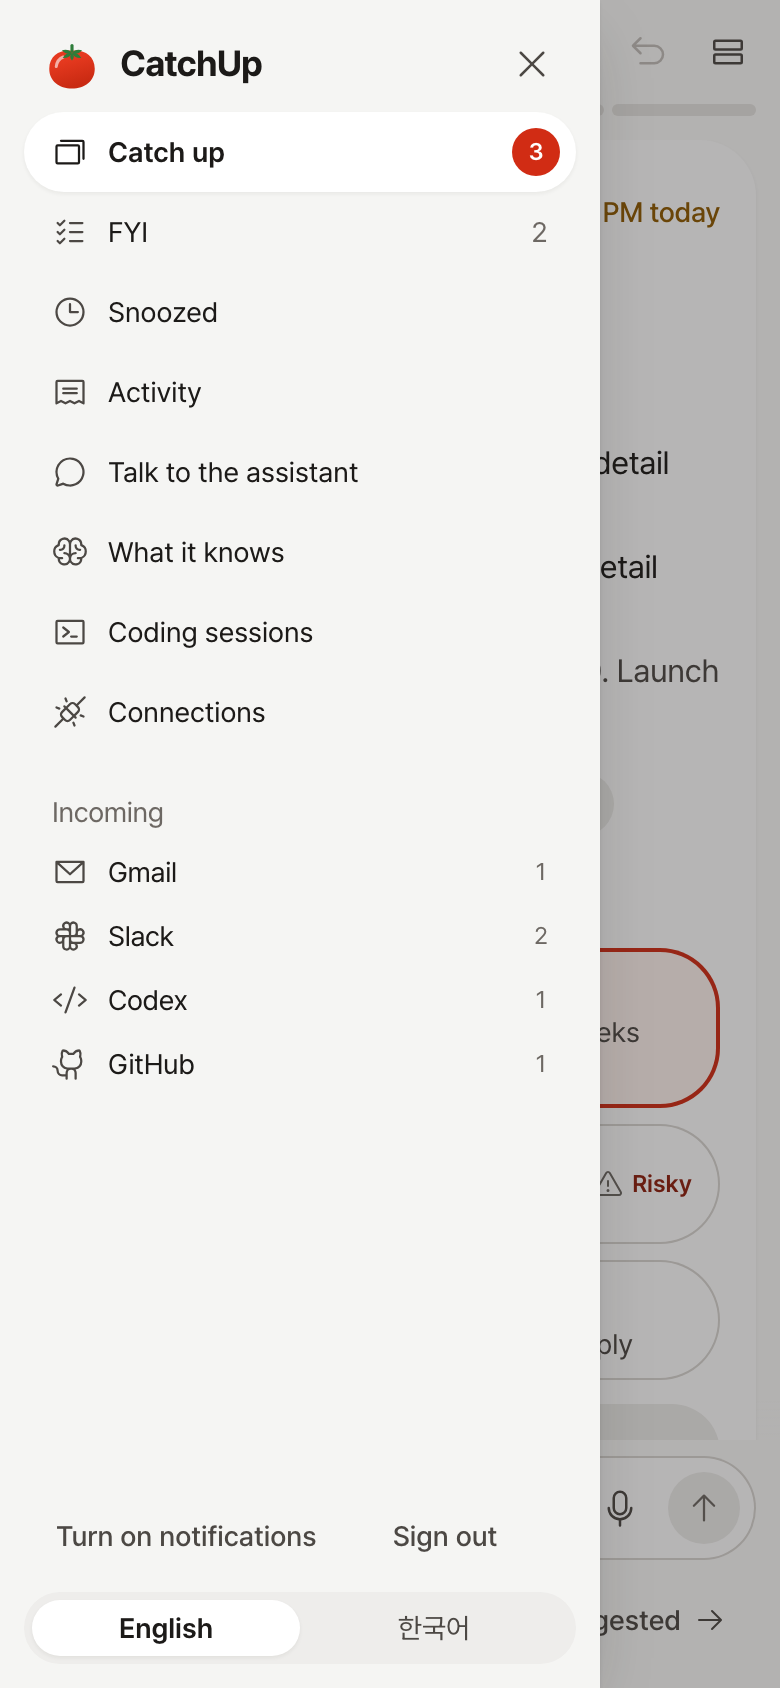 CatchUp
Catch up 3
FYI 2
Snoozed
Activity
Talk to the assistant
What it knows
Coding sessions
Connections
Incoming
Gmail 1
Slack 2
Codex 1
GitHub 1
Turn on notifications Sign out
English 한국어
PM today
detail
etail
. Launch
eks
Risky
ply
gested